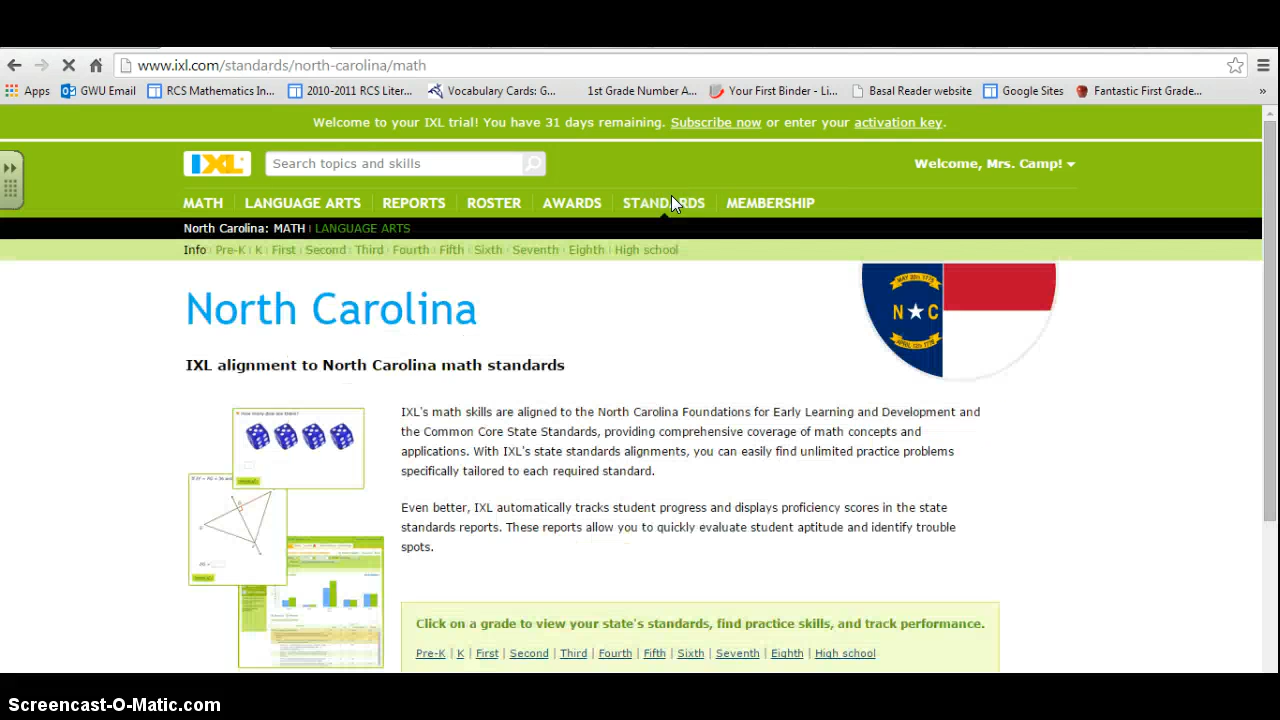 www.ixl.com/standards/north-carolina/math
Apps GWU Email RCS Mathematics In... 2010-2011 RCS Liter... Vocabulary Cards: G... 1st Grade Number A... Your First Binder - Li... Basal Reader website Google Sites Fantastic First Grade... »
Welcome to your IXL trial! You have 31 days remaining. Subscribe now or enter your activation key.
IXL Search topics and skills Welcome, Mrs. Camp!
MATH LANGUAGE ARTS REPORTS ROSTER AWARDS STANDARDS MEMBERSHIP
North Carolina: MATH | LANGUAGE ARTS
Info | Pre-K | K | First | Second | Third | Fourth | Fifth | Sixth | Seventh | Eighth | High school
MAY 20th 1775
N C
APRIL 12th 1776
North Carolina
IXL alignment to North Carolina math standards
IXL's math skills are aligned to the North Carolina Foundations for Early Learning and Development and
the Common Core State Standards, providing comprehensive coverage of math concepts and
applications. With IXL's state standards alignments, you can easily find unlimited practice problems
specifically tailored to each required standard.
Even better, IXL automatically tracks student progress and displays proficiency scores in the state
standards reports. These reports allow you to quickly evaluate student aptitude and identify trouble
spots.
Click on a grade to view your state's standards, find practice skills, and track performance.
Pre-K | K | First | Second | Third | Fourth | Fifth | Sixth | Seventh | Eighth | High school
Screencast-O-Matic.com